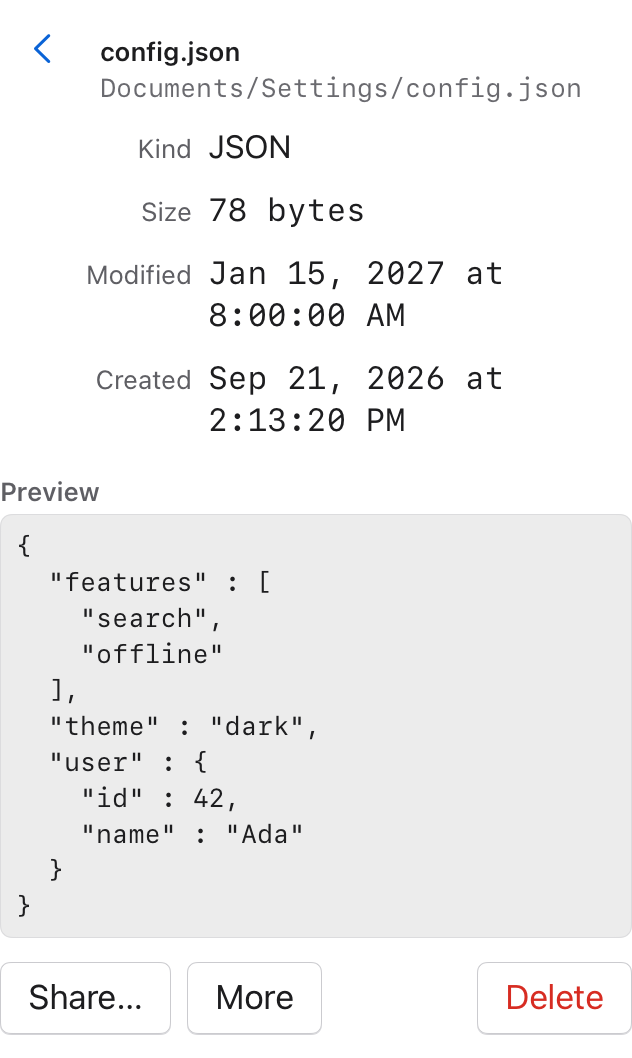 config.json
Documents/Settings/config.json
Kind JSON
Size 78 bytes
Modified Jan 15, 2027 at
8:00:00 AM
Created Sep 21, 2026 at
2:13:20 PM
Preview
{
  "features" : [
    "search",
    "offline"
  ],
  "theme" : "dark",
  "user" : {
    "id" : 42,
    "name" : "Ada"
  }
}
Share... More Delete